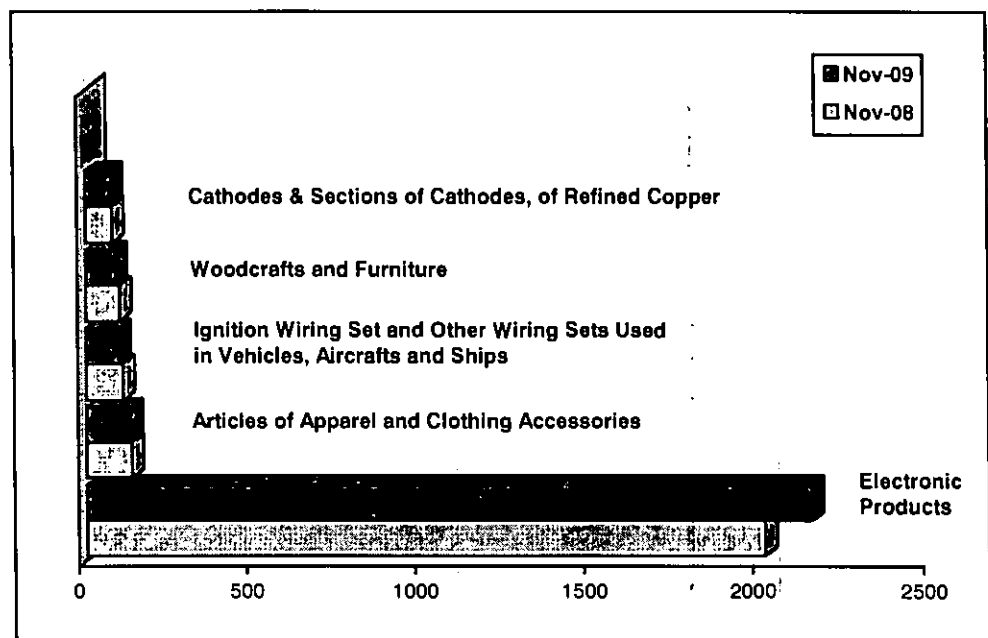 Nov-09
Nov-08
Cathodes & Sections of Cathodes, of Refined Copper
Woodcrafts and Furniture
Ignition Wiring Set and Other Wiring Sets Used
in Vehicles, Aircrafts and Ships
Articles of Apparel and Clothing Accessories
Electronic
Products
0 500 1000 1500 2000 2500